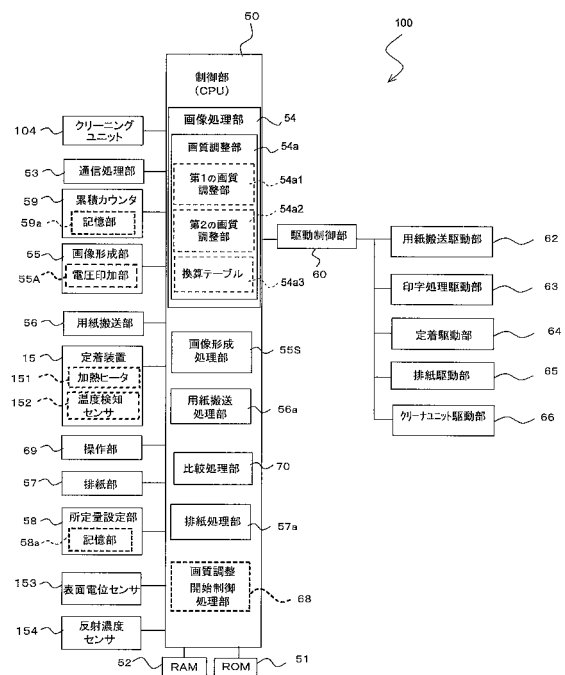 50
100
制御部
(CPU)
画像処理部
54
画質調整部
54a
第1の画質
調整部
54a1
54a2
第2の画質
調整部
換算テーブル
54a3
104
クリーニング
ユニット
53
通信処理部
59
累積カウンタ
59a
記憶部
55
画像形成部
55A
電圧印加部
56
用紙搬送部
15
定着装置
151
加熱ヒータ
152
温度検知
センサ
69
操作部
57
排紙部
58
所定量設定部
58a
記憶部
153
表面電位センサ
154
反射濃度
センサ
画像形成
処理部
55S
用紙搬送
処理部
56a
比較処理部
70
排紙処理部
57a
画質調整
開始制御
処理部
68
52
RAM
ROM
51
駆動制御部
60
用紙搬送駆動部
62
印字処理駆動部
63
定着駆動部
64
排紙駆動部
65
クリーナユニット駆動部
66